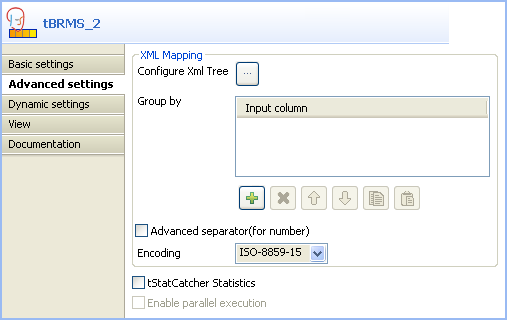 tBRMS_2
Basic settings
Advanced settings
Dynamic settings
View
Documentation
XML Mapping
Configure Xml Tree ...
Group by
Input column
Advanced separator(for number)
Encoding ISO-8859-15
tStatCatcher Statistics
Enable parallel execution